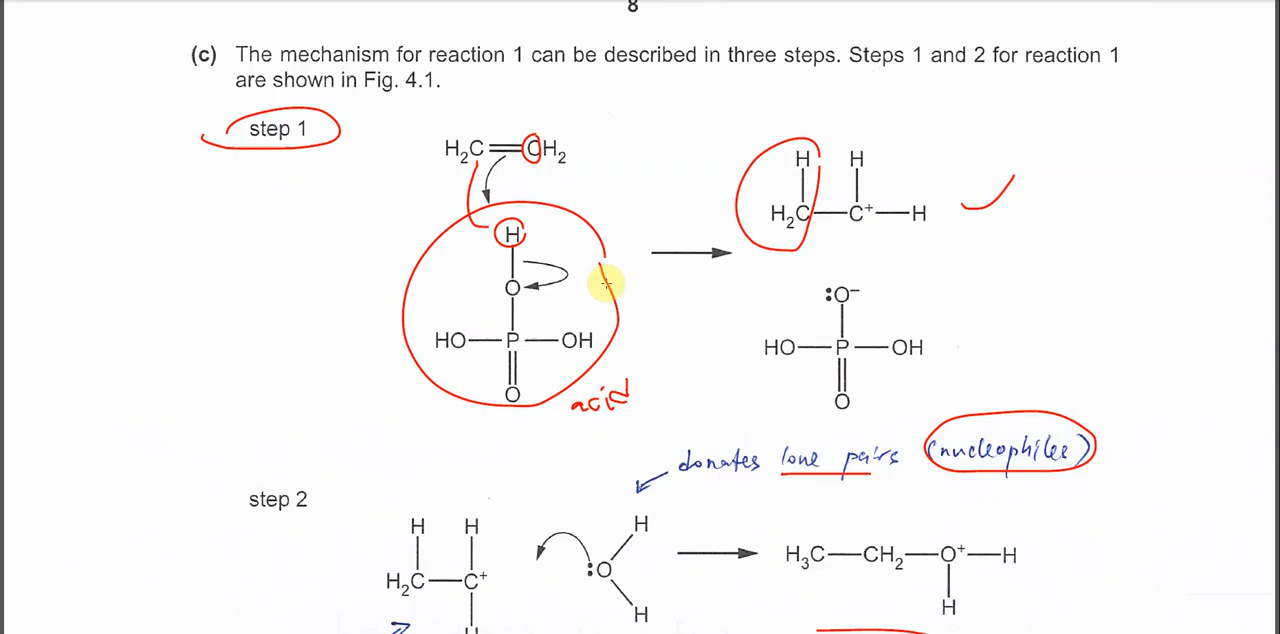 8
(c) The mechanism for reaction 1 can be described in three steps. Steps 1 and 2 for reaction 1
are shown in Fig. 4.1.
step 1
H₂C=CH₂
H
O
HO—P—OH
O
acid
H H
H₂C—C⁺—H
:O⁻
HO—P—OH
O
donates lone pairs (nucleophiles)
step 2
H H
H₂C—C⁺
H
:O
H
H₃C—CH₂—O⁺—H
H